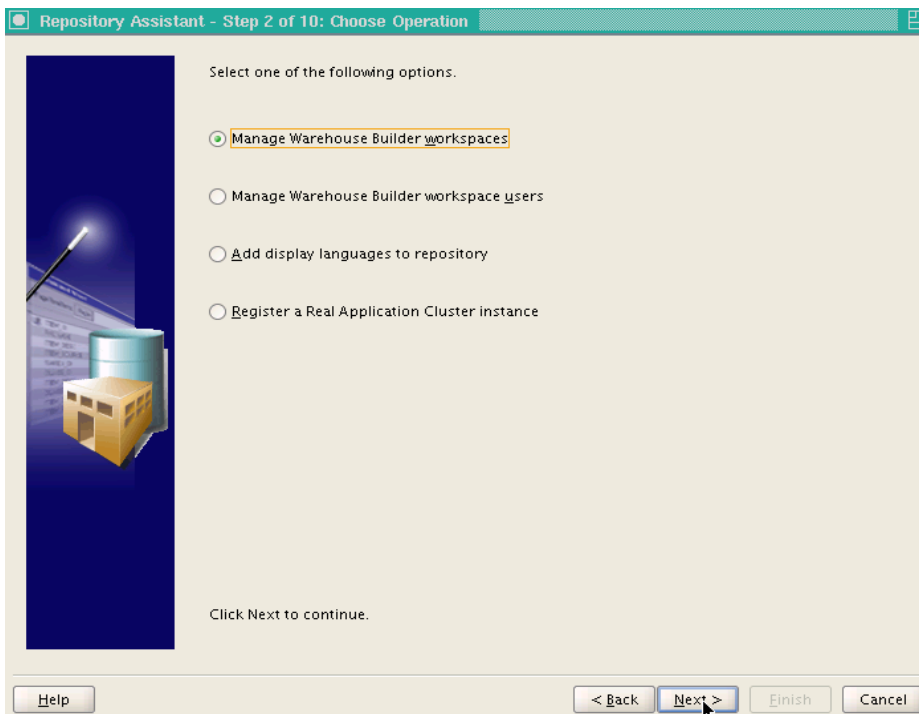 Repository Assistant - Step 2 of 10: Choose Operation
Select one of the following options.
Manage Warehouse Builder workspaces
Manage Warehouse Builder workspace users
Add display languages to repository
Register a Real Application Cluster instance
Click Next to continue.
Help
< Back
Next >
Finish
Cancel